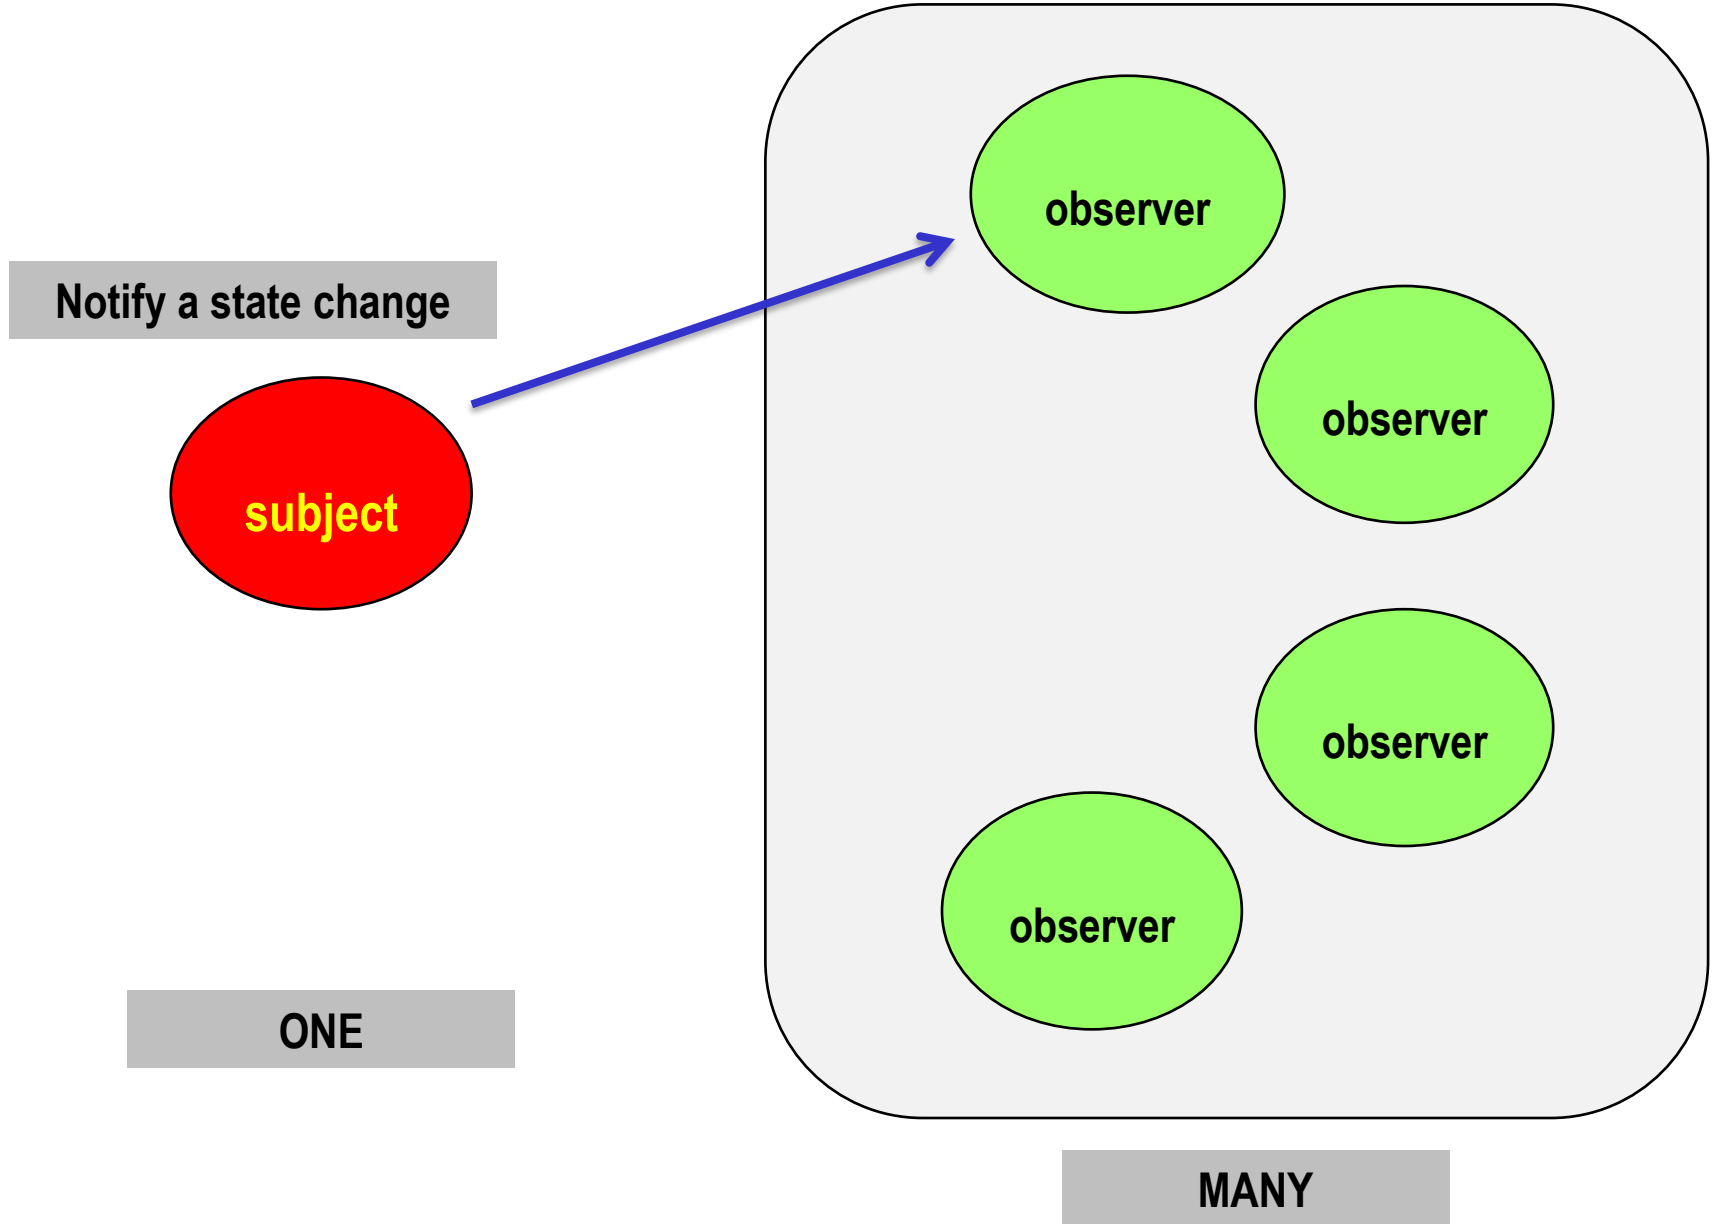 Notify a state change
subject
observer
observer
observer
observer
ONE
MANY